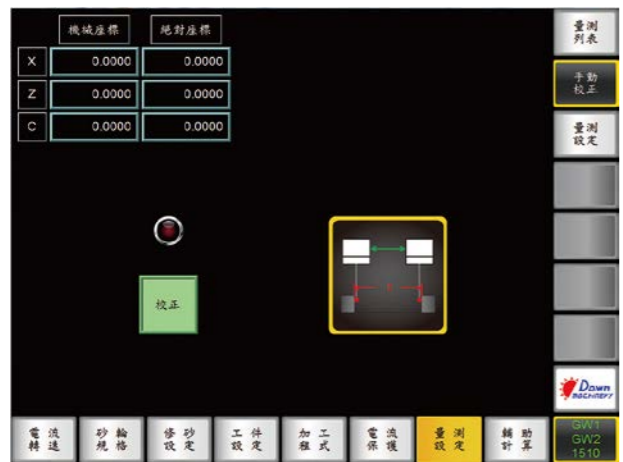 機械座標 絕對座標
X 0.0000 0.0000
Z 0.0000 0.0000
C 0.0000 0.0000
校正
量測
列表
手動
校正
量測
設定
Dawn
MACHINERY
電流
轉速
砂輪
規格
修砂
設定
工件
設定
加工
程式
電流
保護
量測
設定
輔助
計算
GW1
GW2
1510